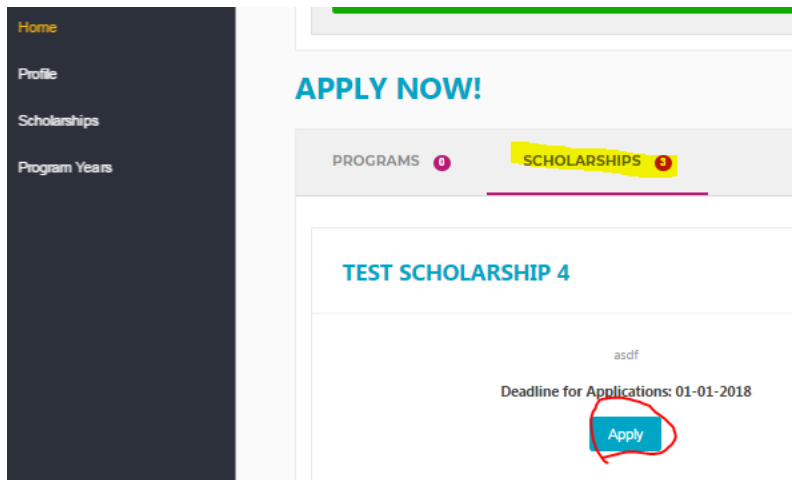 Home
Profile
Scholarships
Program Years
APPLY NOW!
PROGRAMS 0
SCHOLARSHIPS 3
TEST SCHOLARSHIP 4
asdf
Deadline for Applications: 01-01-2018
Apply